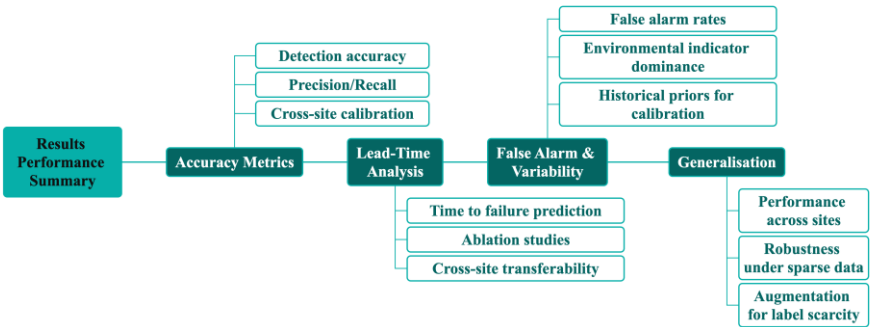 Results
Performance
Summary
Accuracy Metrics
Detection accuracy
Precision/Recall
Cross-site calibration
Lead-Time
Analysis
Time to failure prediction
Ablation studies
Cross-site transferability
False Alarm &
Variability
False alarm rates
Environmental indicator
dominance
Historical priors for
calibration
Generalisation
Performance
across sites
Robustness
under sparse data
Augmentation
for label scarcity